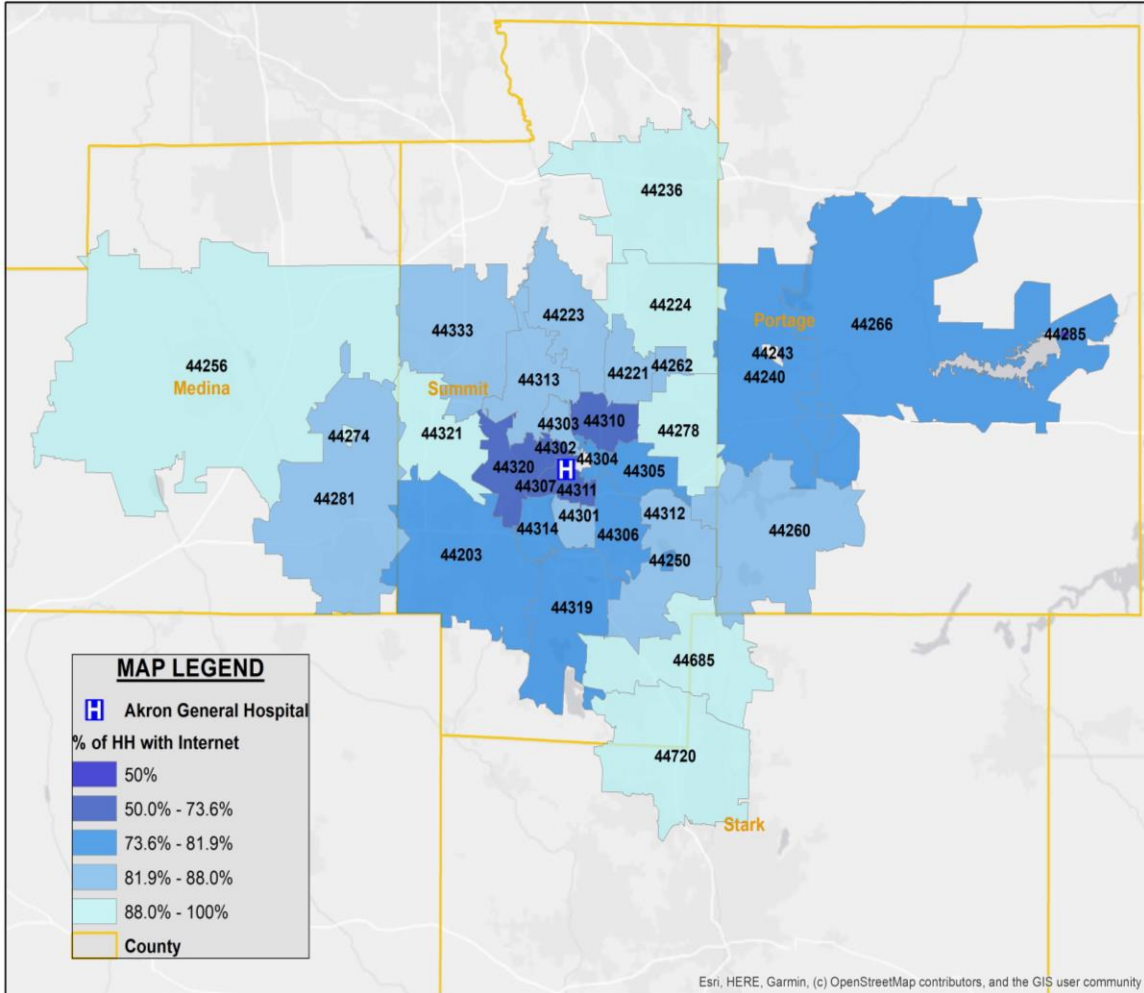 44236
44224
44223
44333
Portage
44266
44285
44243
44240
44262
44221
44256
Medina
Summit
44313
44274
44321
44303
44310
44278
44302
44304
44320
44305
44307
44311
44281
44301
44312
44314
44306
44260
44203
44250
44319
44685
44720
Stark
MAP LEGEND
H Akron General Hospital
% of HH with Internet
50%
50.0% - 73.6%
73.6% - 81.9%
81.9% - 88.0%
88.0% - 100%
County
H
Esri, HERE, Garmin, (c) OpenStreetMap contributors, and the GIS user community